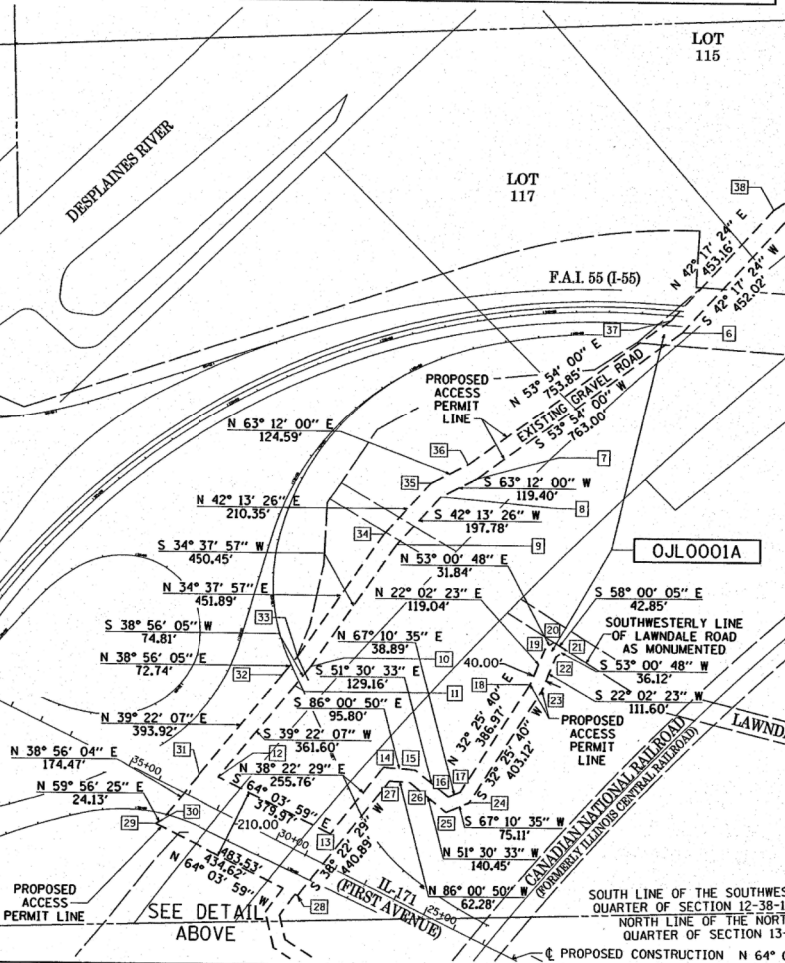 LOT
115
DESPLAINES RIVER
LOT
117
38
N 42° 17' 24" E
453.16'
S 42° 17' 24" W
452.02'
F.A.I. 55 (I-55)
37
6
PROPOSED
ACCESS
PERMIT
LINE
N 53° 54' 00" E
753.85'
EXISTING GRAVEL ROAD
S 53° 54' 00" W
763.00'
N 63° 12' 00" E
124.59'
36
7
35
S 63° 12' 00" W
119.40'
8
N 42° 13' 26" E
210.35'
S 42° 13' 26" W
197.78'
34
9
S 34° 37' 57" W
450.45'
N 53° 00' 48" E
31.84'
OJL0001A
N 34° 37' 57" E
451.89'
N 22° 02' 23" E
119.04'
S 58° 00' 05" E
42.85'
33
S 38° 56' 05" W
74.81'
N 67° 10' 35" E
38.89'
20
19
21
SOUTHWESTERLY LINE
OF LAWNDALE ROAD
AS MONUMENTED
N 38° 56' 05" E
72.74'
32
10
S 51° 30' 33" E
129.16'
40.00'
22
S 53° 00' 48" W
36.12'
11
18
23
S 22° 02' 23" W
111.60'
S 86° 00' 50" E
95.80'
N 32° 25' 40" E
386.97'
S 32° 25' 40" W
403.12'
PROPOSED
ACCESS
PERMIT
LINE
LAWND
N 39° 22' 07" E
393.92'
S 39° 22' 07" W
361.60'
31
12
N 38° 56' 04" E
174.47'
35+00
N 38° 22' 29" E
255.76'
14
15
16
17
N 59° 56' 25" E
24.13'
S 64° 03' 59" E
379.97'
24
29
30
210.00
30+00
13
27
26
25
S 67° 10' 35" W
75.11'
CANADIAN NATIONAL RAILROAD
(FORMERLY ILLINOIS CENTRAL RAILROAD)
483.53'
434.62'
N 64° 03' 59" W
S 38° 22' 29" W
440.89'
N 51° 30' 33" W
140.45'
PROPOSED
ACCESS
PERMIT LINE
SEE DETAIL
ABOVE
28
IL-171
(FIRST AVENUE)
25+00
N 86° 00' 50" W
62.28'
SOUTH LINE OF THE SOUTHWES
QUARTER OF SECTION 12-38-1
NORTH LINE OF THE NORT
QUARTER OF SECTION 13-
℄ PROPOSED CONSTRUCTION N 64° 0